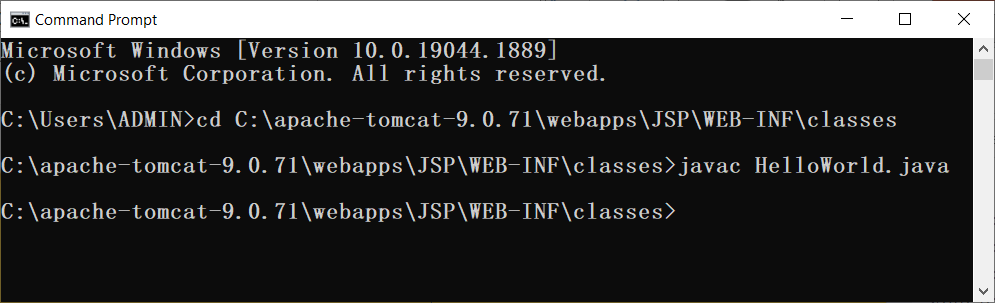 Command Prompt
Microsoft Windows [Version 10.0.19044.1889]
(c) Microsoft Corporation. All rights reserved.
C:\Users\ADMIN>cd C:\apache-tomcat-9.0.71\webapps\JSP\WEB-INF\classes
C:\apache-tomcat-9.0.71\webapps\JSP\WEB-INF\classes>javac HelloWorld.java
C:\apache-tomcat-9.0.71\webapps\JSP\WEB-INF\classes>